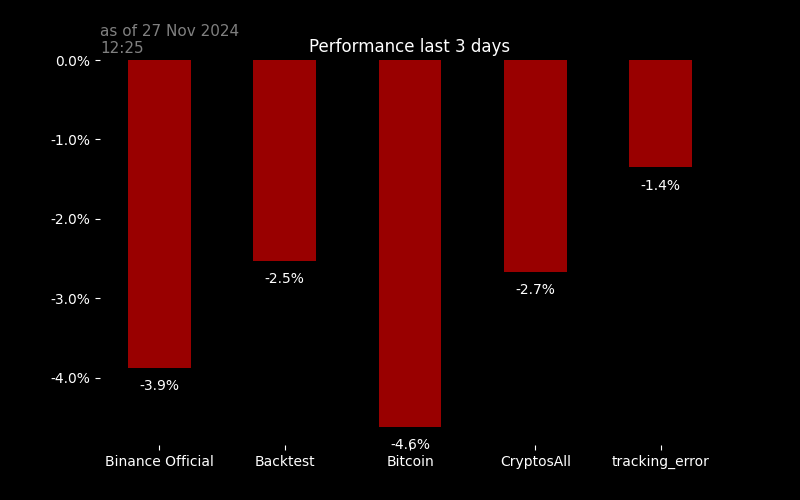 as of 27 Nov 2024
12:25
Performance last 3 days
0.0%
-1.0%
-2.0%
-3.0%
-4.0%
-3.9%
-2.5%
-4.6%
-2.7%
-1.4%
Binance Official
Backtest
Bitcoin
CryptosAll
tracking_error